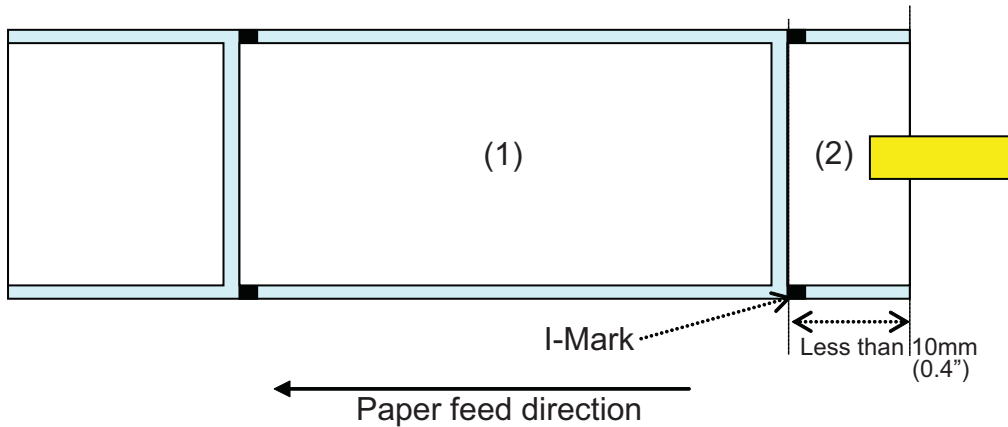 (1)
(2)
I-Mark
Less than 10mm
(0.4”)
Paper feed direction